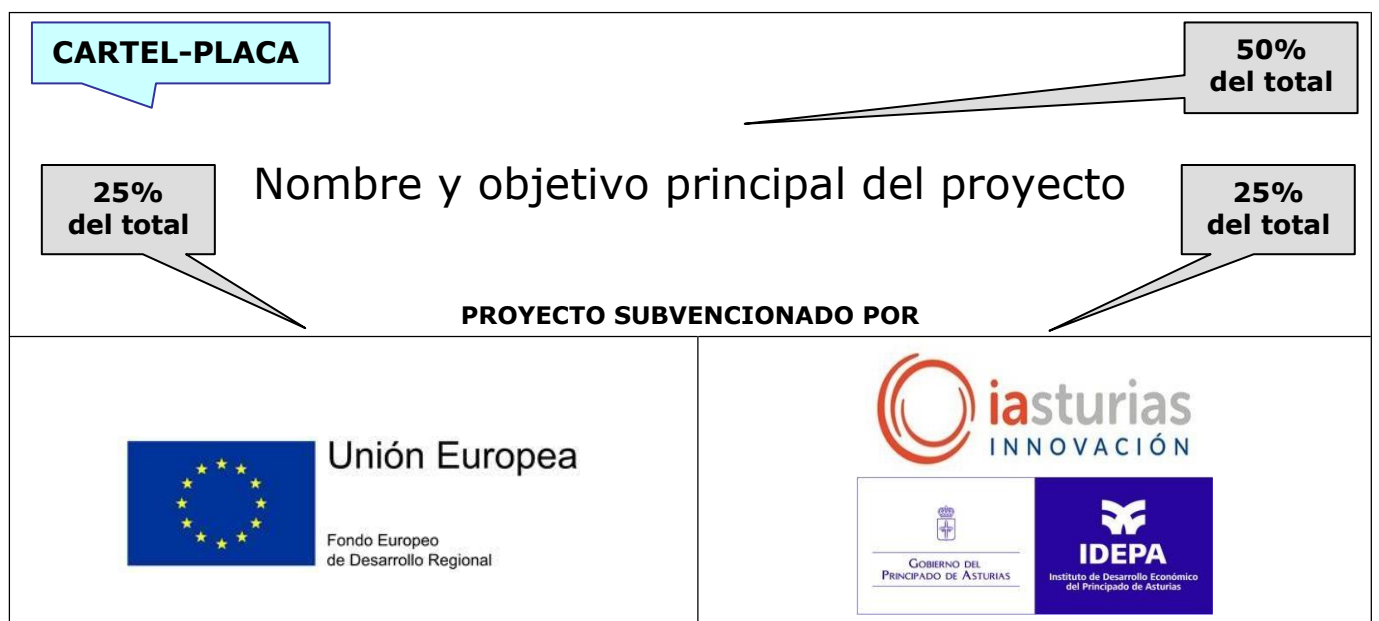 CARTEL-PLACA
50%
del total
Nombre y objetivo principal del proyecto
25%
del total
25%
del total
PROYECTO SUBVENCIONADO POR
Unión Europea
Fondo Europeo
de Desarrollo Regional
iasturias
INNOVACIÓN
GOBIERNO DEL
PRINCIPADO DE ASTURIAS
IDEPA
Instituto de Desarrollo Económico
del Principado de Asturias